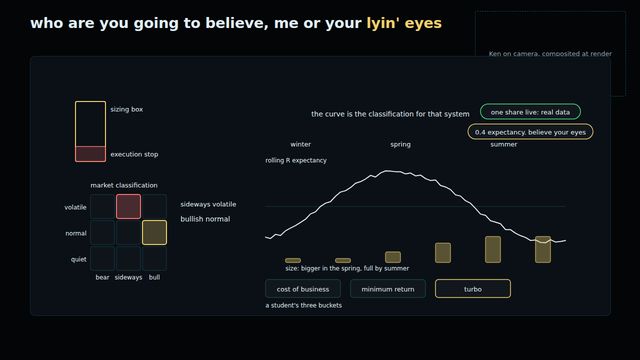 who are you going to believe, me or your lyin' eyes
Ken on camera, composited at render
sizing box
execution stop
the curve is the classification for that system
one share live: real data
0.4 expectancy. believe your eyes
winter
spring
summer
rolling R expectancy
market classification
volatile
normal
quiet
bear
sideways
bull
sideways volatile
bullish normal
size: bigger in the spring, full by summer
cost of business
minimum return
turbo
a student's three buckets